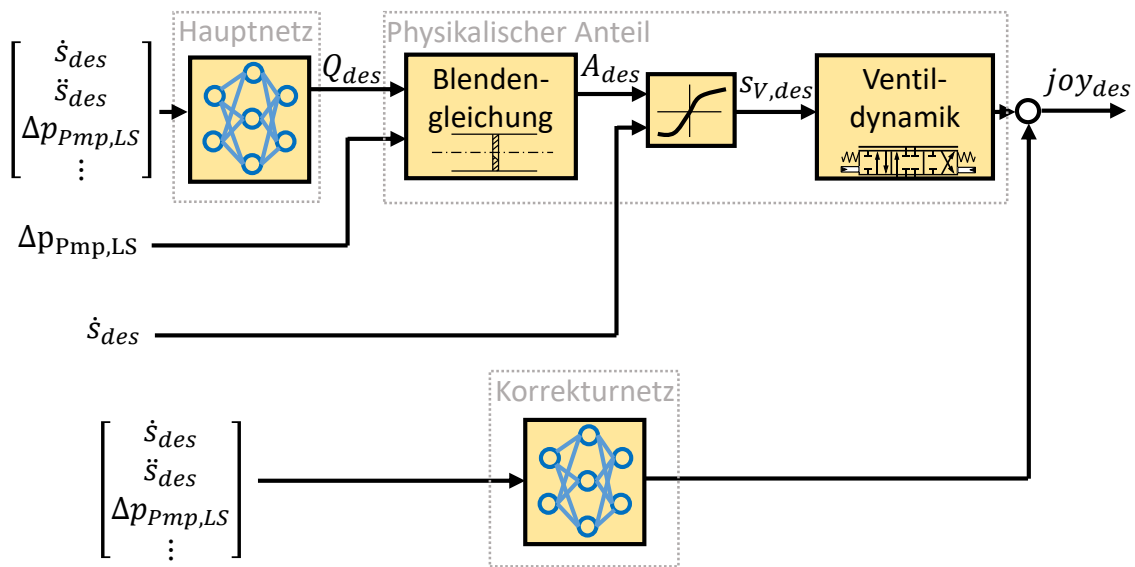 Hauptnetz
Physikalischer Anteil
ṡ_des
s̈_des
Δp_Pmp,LS
⋮
Q_des
Blenden-
gleichung
A_des
s_V,des
Ventil-
dynamik
joy_des
Δp_Pmp,LS
ṡ_des
Korrekturnetz
ṡ_des
s̈_des
Δp_Pmp,LS
⋮